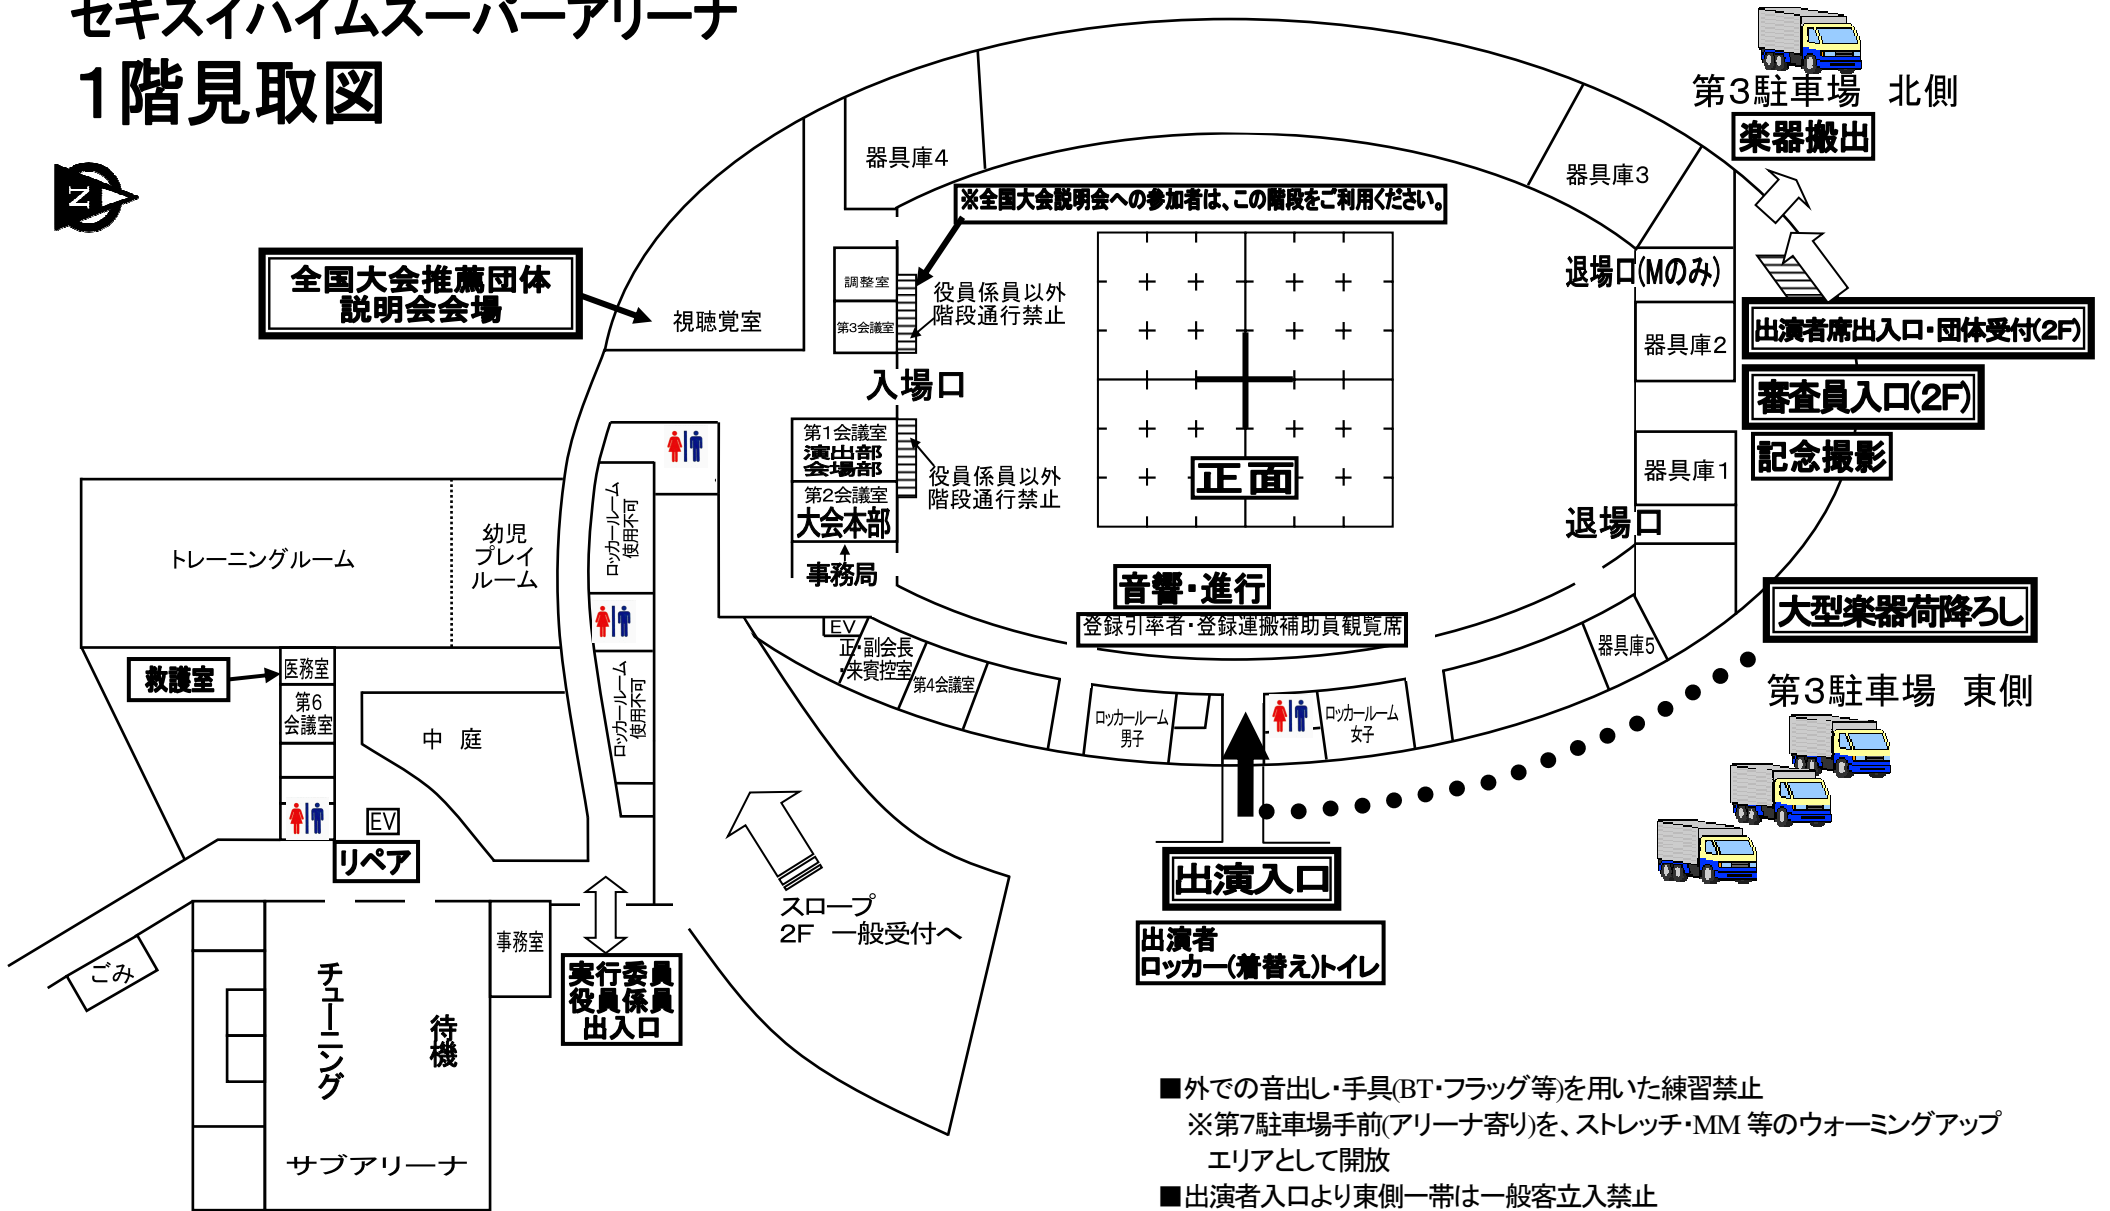 セキスイハイムスーパーアリーナ
1階見取図
第3駐車場　北側
楽器搬出
N
器具庫4
器具庫3
※全国大会説明会への参加者は、この階段をご利用ください。
全国大会推薦団体
説明会会場
視聴覚室
調整室
第3会議室
役員係員以外
階段通行禁止
入場口
退場口(Mのみ)
器具庫2
出演者席出入口・団体受付(2F)
審査員入口(2F)
記念撮影
第1会議室
演出部
会場部
第2会議室
大会本部
事務局
役員係員以外
階段通行禁止
正面
器具庫1
退場口
トレーニングルーム
幼児
プレイ
ルーム
ロッカールーム
使用不可
音響・進行
登録引率者・登録運搬補助員観覧席
大型楽器荷降ろし
EV
正・副会長
・来賓控室
第4会議室
器具庫5
救護室
医務室
第6
会議室
ロッカールーム
使用不可
中　庭
ロッカールーム
男子
ロッカールーム
女子
第3駐車場　東側
EV
リペア
スロープ
2F　一般受付へ
出演入口
出演者
ロッカー(着替え)トイレ
事務室
ごみ
チューニング
待機
実行委員
役員係員
出入口
サブアリーナ
■外での音出し・手具(BT・フラッグ等)を用いた練習禁止
※第7駐車場手前(アリーナ寄り)を、ストレッチ・MM 等のウォーミングアップ
エリアとして開放
■出演者入口より東側一帯は一般客立入禁止